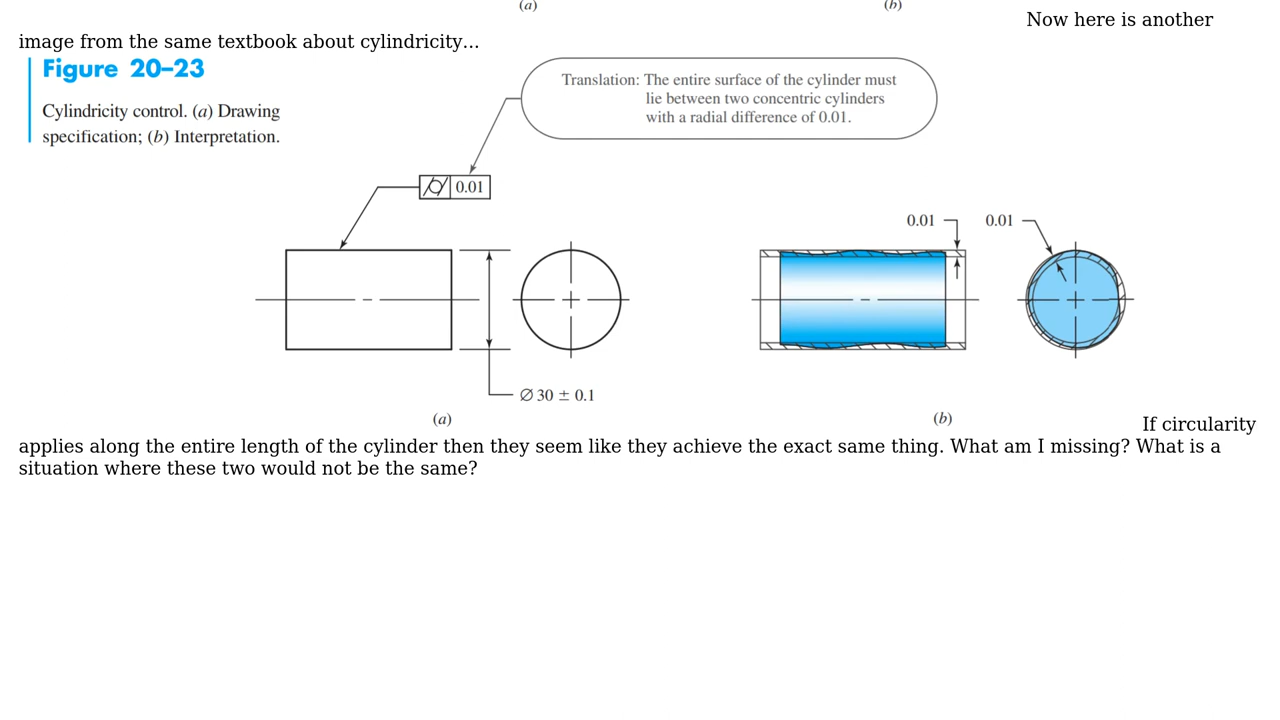 (a)
(b)
Now here is another
image from the same textbook about cylindricity...
Figure 20–23
Cylindricity control. (a) Drawing
specification; (b) Interpretation.
Translation: The entire surface of the cylinder must
lie between two concentric cylinders
with a radial difference of 0.01.
0.01
0.01
0.01
∅ 30 ± 0.1
(a)
(b)
If circularity
applies along the entire length of the cylinder then they seem like they achieve the exact same thing. What am I missing? What is a
situation where these two would not be the same?